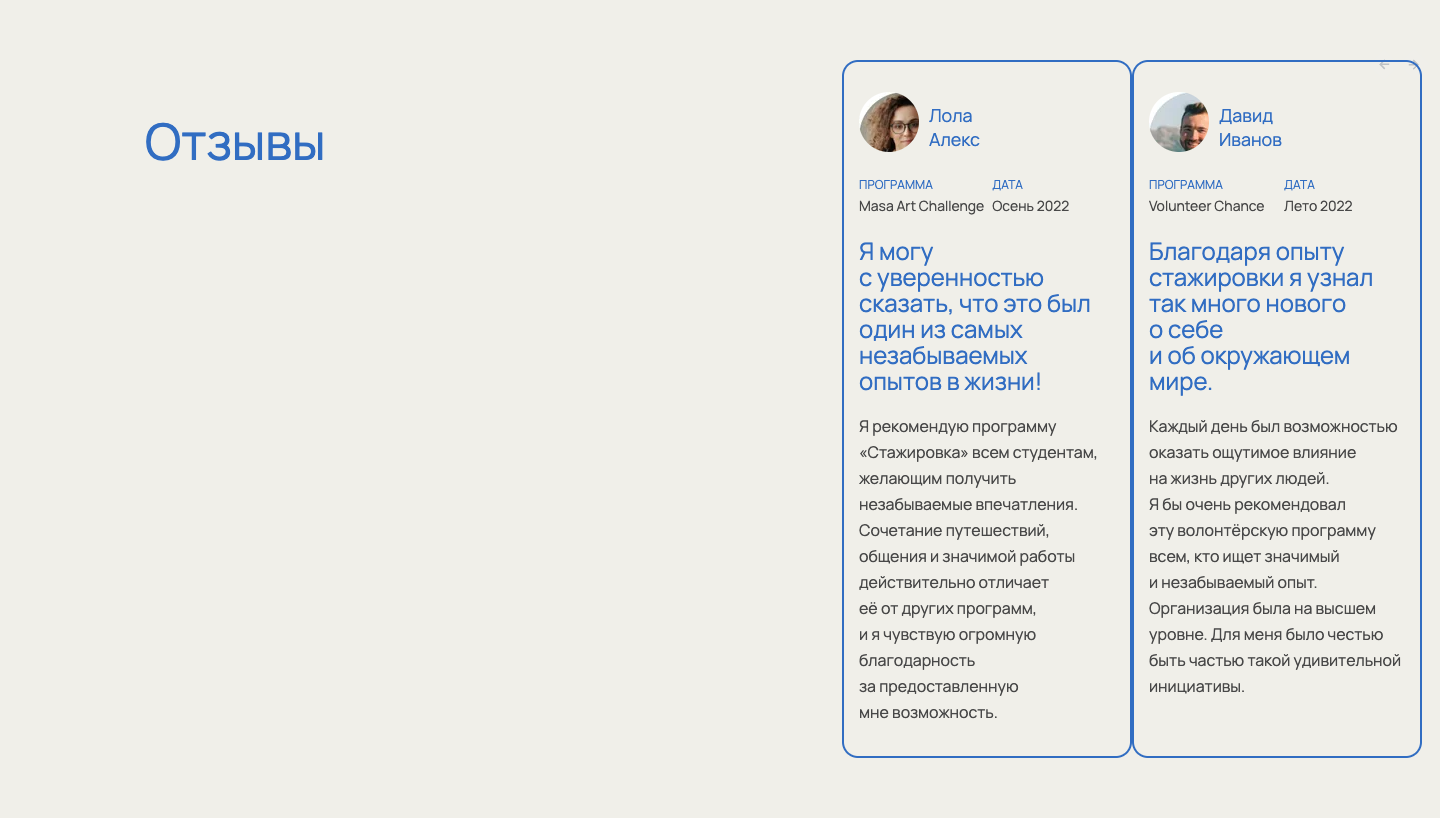 Отзывы
Лола
Алекс
ПРОГРАММА ДАТА
Masa Art Challenge Осень 2022
Я могу
с уверенностью
сказать, что это был
один из самых
незабываемых
опытов в жизни!
Я рекомендую программу
«Стажировка» всем студентам,
желающим получить
незабываемые впечатления.
Сочетание путешествий,
общения и значимой работы
действительно отличает
её от других программ,
и я чувствую огромную
благодарность
за предоставленную
мне возможность.
Давид
Иванов
ПРОГРАММА ДАТА
Volunteer Chance Лето 2022
Благодаря опыту
стажировки я узнал
так много нового
о себе
и об окружающем
мире.
Каждый день был возможностью
оказать ощутимое влияние
на жизнь других людей.
Я бы очень рекомендовал
эту волонтёрскую программу
всем, кто ищет значимый
и незабываемый опыт.
Организация была на высшем
уровне. Для меня было честью
быть частью такой удивительной
инициативы.